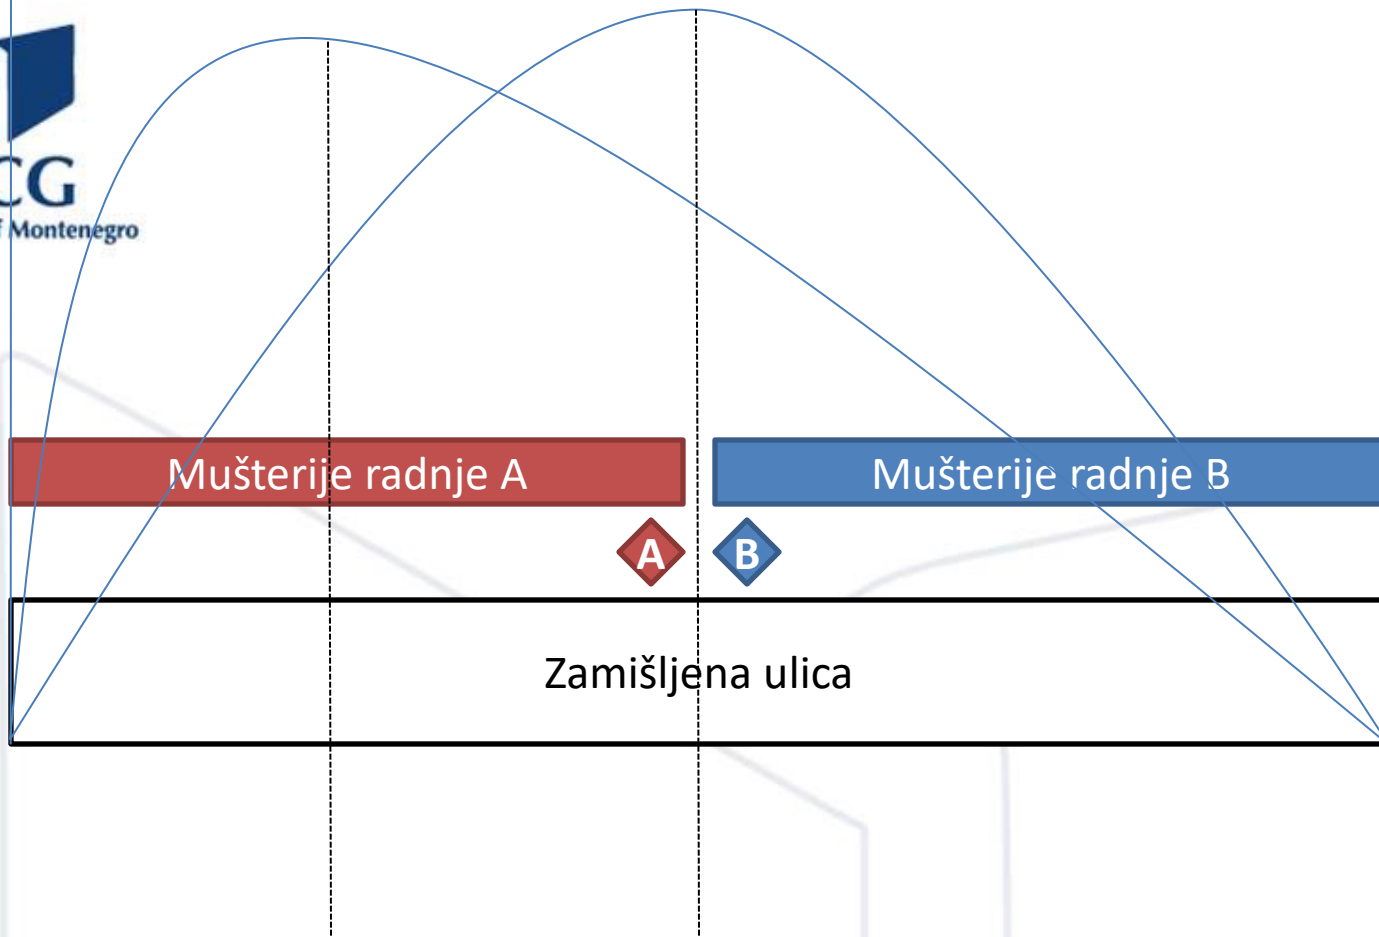 CG
f Montenegro
Mušterije radnje A
Mušterije radnje B
A
B
Zamišljena ulica